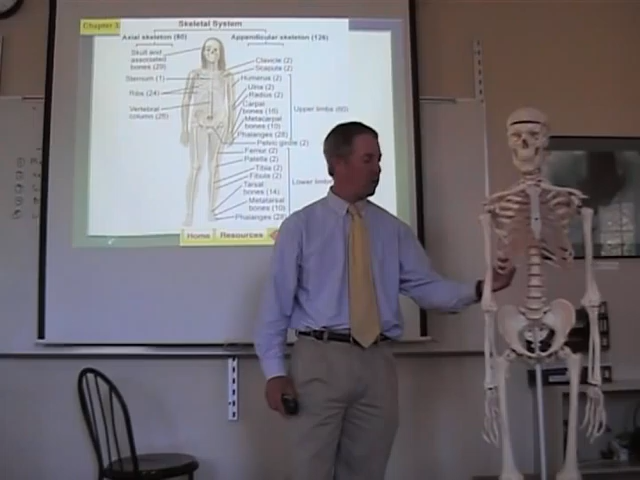 Chapter 3
Skeletal System
Axial skeleton (80)
Appendicular skeleton (126)
Skull and
associated
bones (29)
Sternum (1)
Ribs (24)
Vertebral
column (26)
Clavicle (2)
Scapula (2)
Humerus (2)
Ulna (2)
Radius (2)
Carpal
bones (16)
Metacarpal
bones (10)
Phalanges (28)
Upper limbs (60)
Pelvic girdle (2)
Femur (2)
Patella (2)
Tibia (2)
Fibula (2)
Tarsal
bones (14)
Metatarsal
bones (10)
Phalanges (28)
Lower limbs
Home
Resources